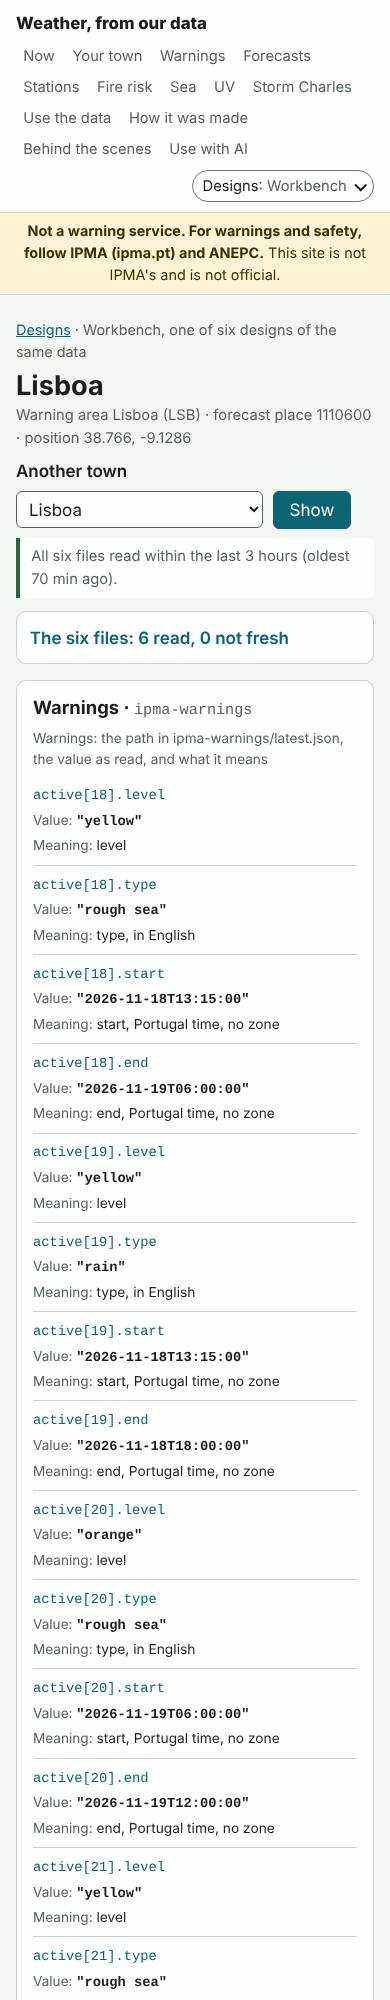 Weather, from our data
Now Your town Warnings Forecasts
Stations Fire risk Sea UV Storm Charles
Use the data How it was made
Behind the scenes Use with AI
Designs: Workbench
Not a warning service. For warnings and safety,
follow IPMA (ipma.pt) and ANEPC. This site is not
IPMA's and is not official.
Designs · Workbench, one of six designs of the
same data
Lisboa
Warning area Lisboa (LSB) · forecast place 1110600
· position 38.766, -9.1286
Another town
Lisboa Show
All six files read within the last 3 hours (oldest
70 min ago).
The six files: 6 read, 0 not fresh
Warnings · ipma-warnings
Warnings: the path in ipma-warnings/latest.json,
the value as read, and what it means
active[18].level
Value: "yellow"
Meaning: level
active[18].type
Value: "rough sea"
Meaning: type, in English
active[18].start
Value: "2026-11-18T13:15:00"
Meaning: start, Portugal time, no zone
active[18].end
Value: "2026-11-19T06:00:00"
Meaning: end, Portugal time, no zone
active[19].level
Value: "yellow"
Meaning: level
active[19].type
Value: "rain"
Meaning: type, in English
active[19].start
Value: "2026-11-18T13:15:00"
Meaning: start, Portugal time, no zone
active[19].end
Value: "2026-11-18T18:00:00"
Meaning: end, Portugal time, no zone
active[20].level
Value: "orange"
Meaning: level
active[20].type
Value: "rough sea"
Meaning: type, in English
active[20].start
Value: "2026-11-19T06:00:00"
Meaning: start, Portugal time, no zone
active[20].end
Value: "2026-11-19T12:00:00"
Meaning: end, Portugal time, no zone
active[21].level
Value: "yellow"
Meaning: level
active[21].type
Value: "rough sea"